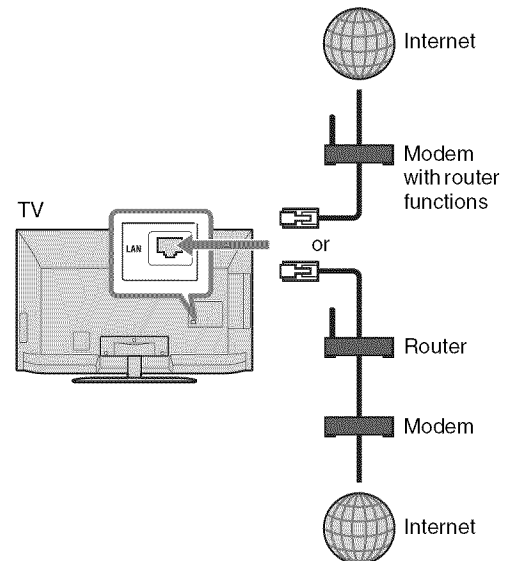 Internet
Modem
with router
functions
TV
LAN
or
Router
Modem
Internet